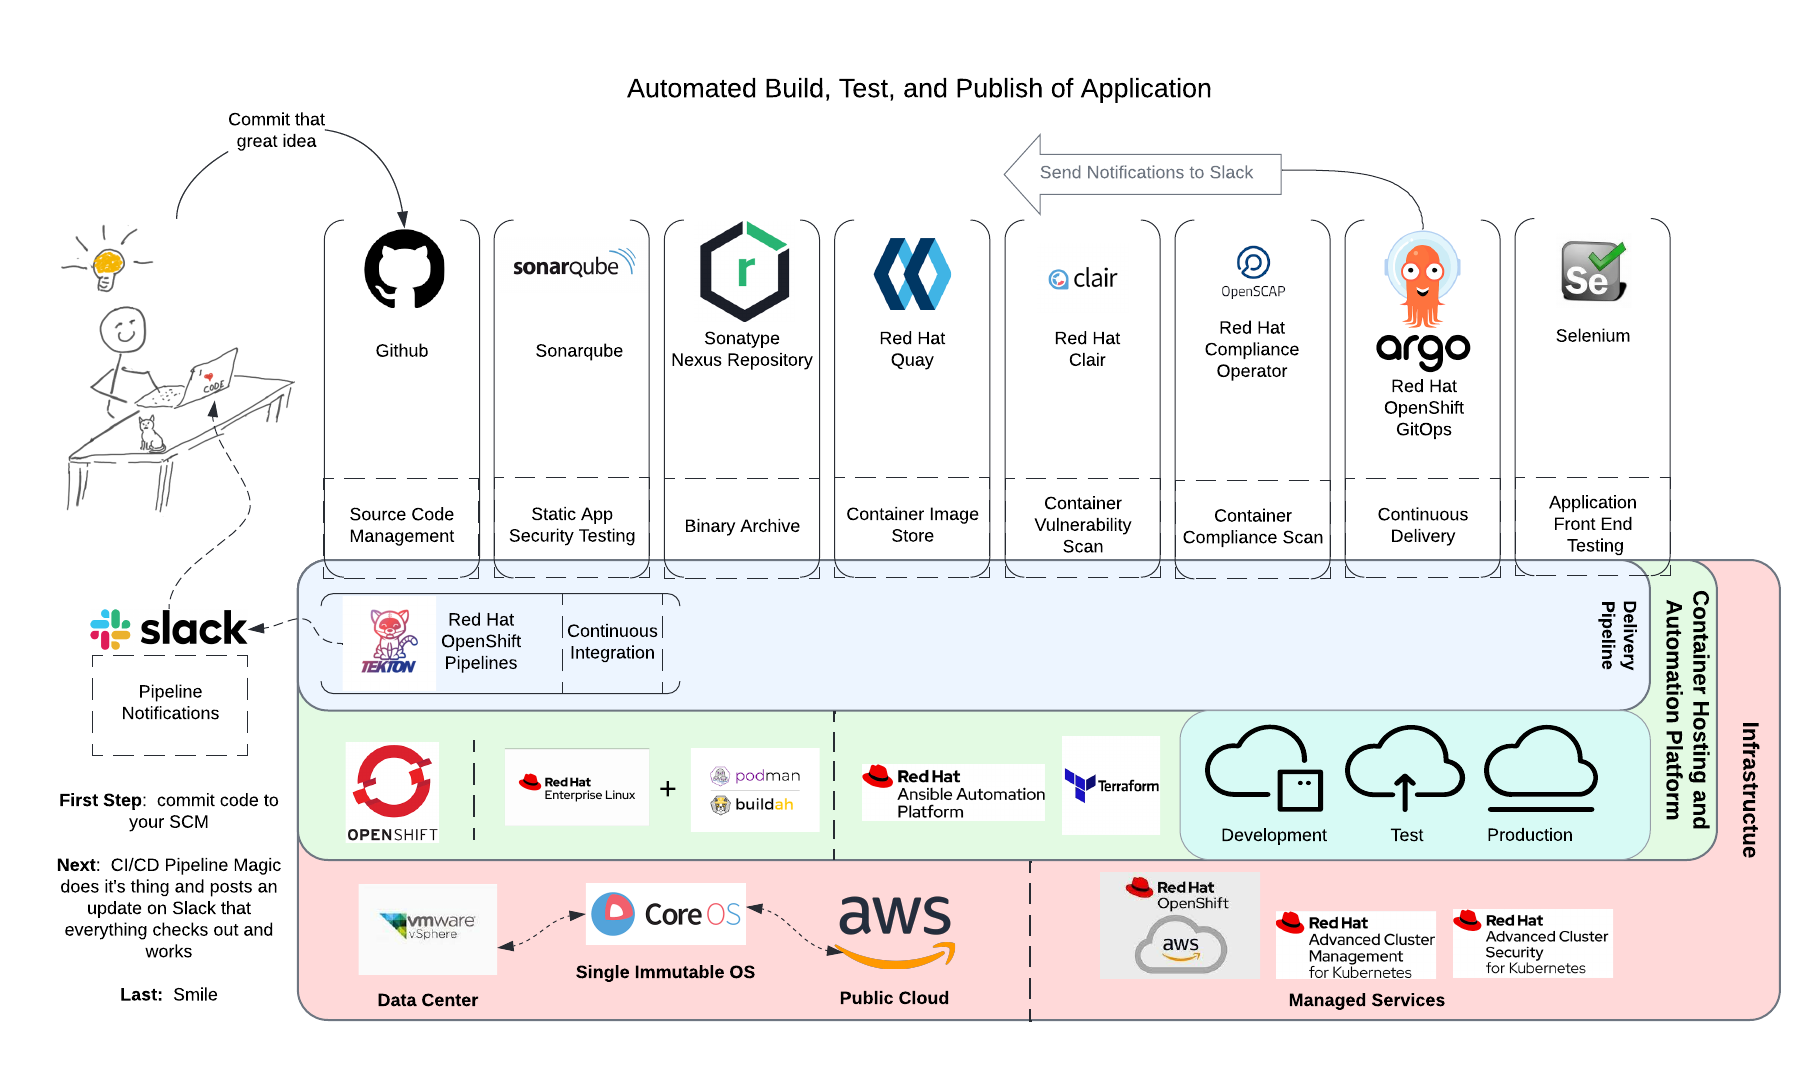 Automated Build, Test, and Publish of Application
Commit that
great idea
Send Notifications to Slack
I
CODE
Github
Source Code
Management
sonarqube
Sonarqube
Static App
Security Testing
r
Sonatype
Nexus Repository
Binary Archive
Red Hat
Quay
Container Image
Store
clair
Red Hat
Clair
Container
Vulnerability
Scan
OpenSCAP
Red Hat
Compliance
Operator
Container
Compliance Scan
argo
Red Hat
OpenShift
GitOps
Continuous
Delivery
Se
Selenium
Application
Front End
Testing
slack
Pipeline
Notifications
First Step: commit code to
your SCM
Next: CI/CD Pipeline Magic
does it's thing and posts an
update on Slack that
everything checks out and
works
Last: Smile
TEKTON
Red Hat
OpenShift
Pipelines
Continuous
Integration
Delivery
Pipeline
Container Hosting and
Automation Platform
Infrastructue
OPENSHIFT
Red Hat
Enterprise Linux
+
podman
buildah
Red Hat
Ansible Automation
Platform
Terraform
Development
Test
Production
vmware
vSphere
Data Center
Core OS
Single Immutable OS
aws
Public Cloud
Red Hat
OpenShift
aws
Red Hat
Advanced Cluster
Management
for Kubernetes
Red Hat
Advanced Cluster
Security
for Kubernetes
Managed Services